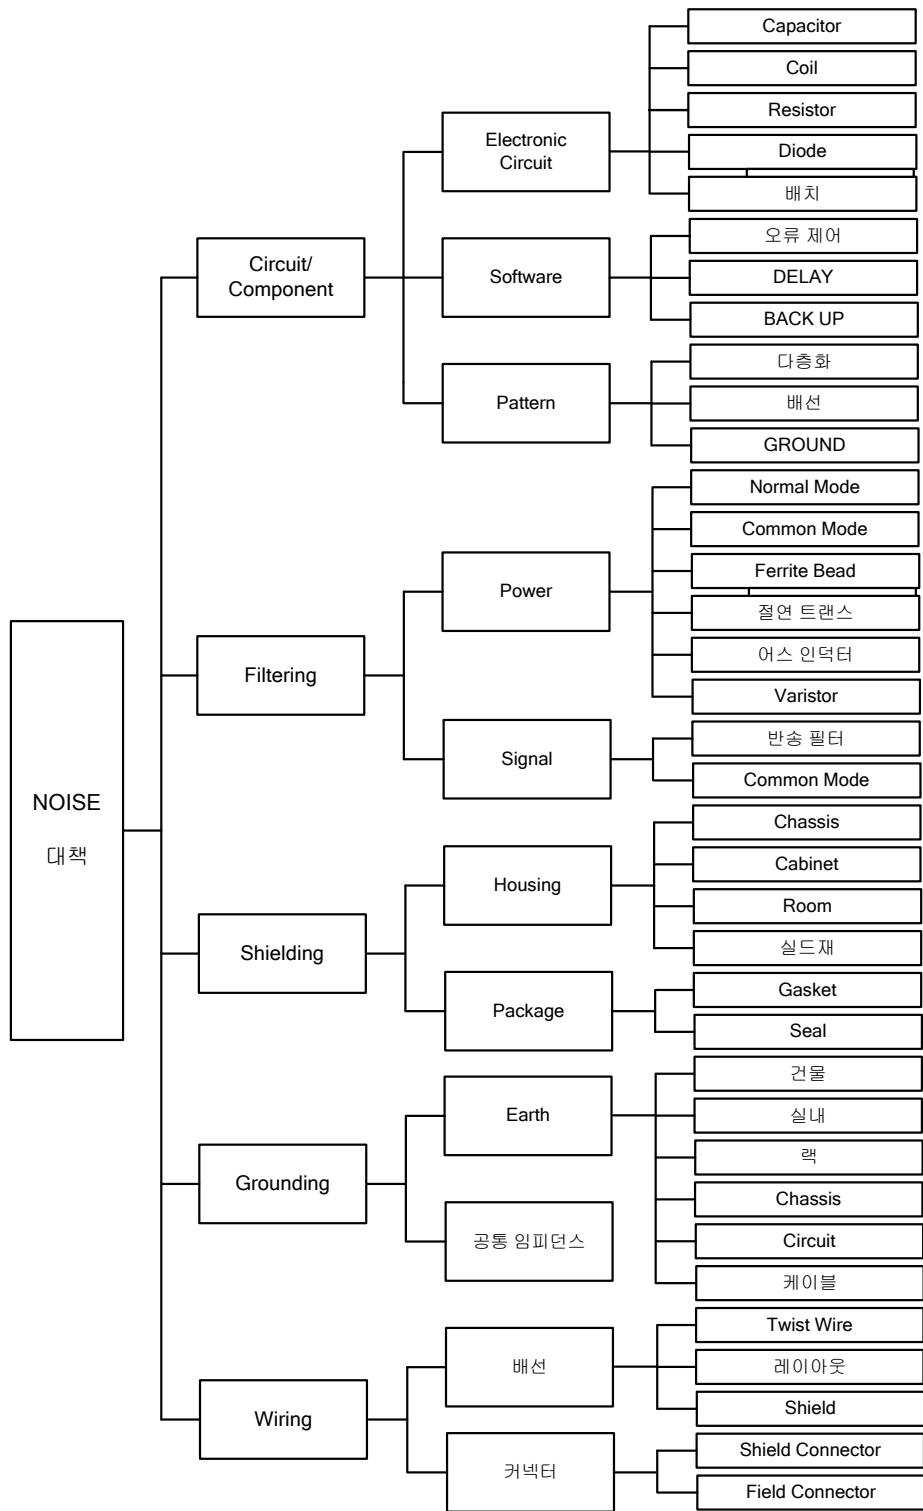 NOISE
대책
Circuit/
Component
Electronic
Circuit
Capacitor
Coil
Resistor
Diode
배치
Software
오류 제어
DELAY
BACK UP
Pattern
다층화
배선
GROUND
Filtering
Power
Normal Mode
Common Mode
Ferrite Bead
절연 트랜스
어스 인덕터
Varistor
Signal
반송 필터
Common Mode
Shielding
Housing
Chassis
Cabinet
Room
실드재
Package
Gasket
Seal
Grounding
Earth
건물
실내
랙
Chassis
Circuit
케이블
공통 임피던스
Wiring
배선
Twist Wire
레이아웃
Shield
커넥터
Shield Connector
Field Connector